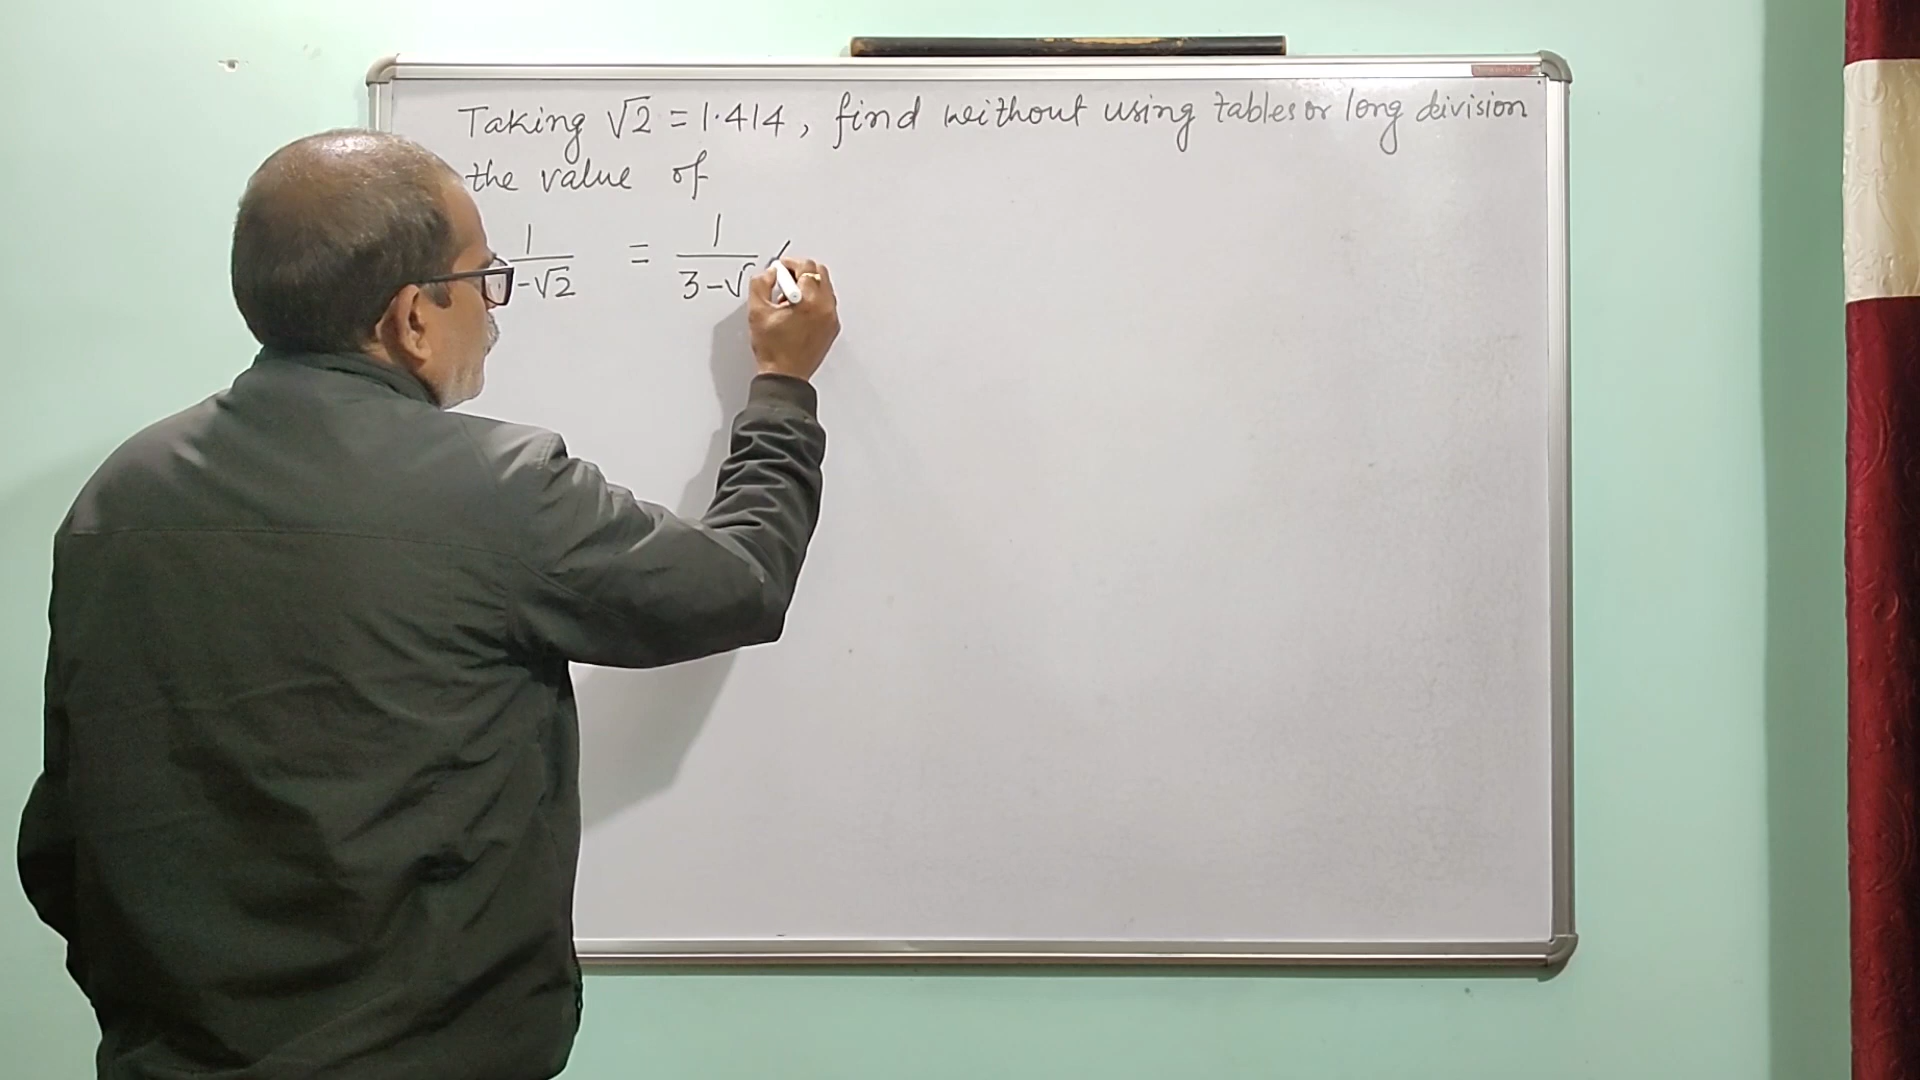 Taking √2 = 1.414, find without using tables or long division
the value of
1/-√2 = 1/3-√